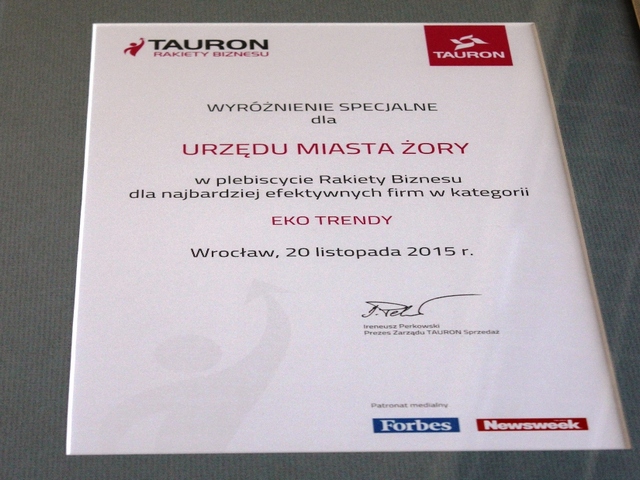 TAURON
RAKIETY BIZNESU
TAURON
WYRÓŻNIENIE SPECJALNE
dla
URZĘDU MIASTA ŻORY
w plebiscycie Rakiety Biznesu
dla najbardziej efektywnych firm w kategorii
EKO TRENDY
Wrocław, 20 listopada 2015 r.
Ireneusz Perkowski
Prezes Zarządu TAURON Sprzedaż
Patronat medialny
Forbes
Newsweek